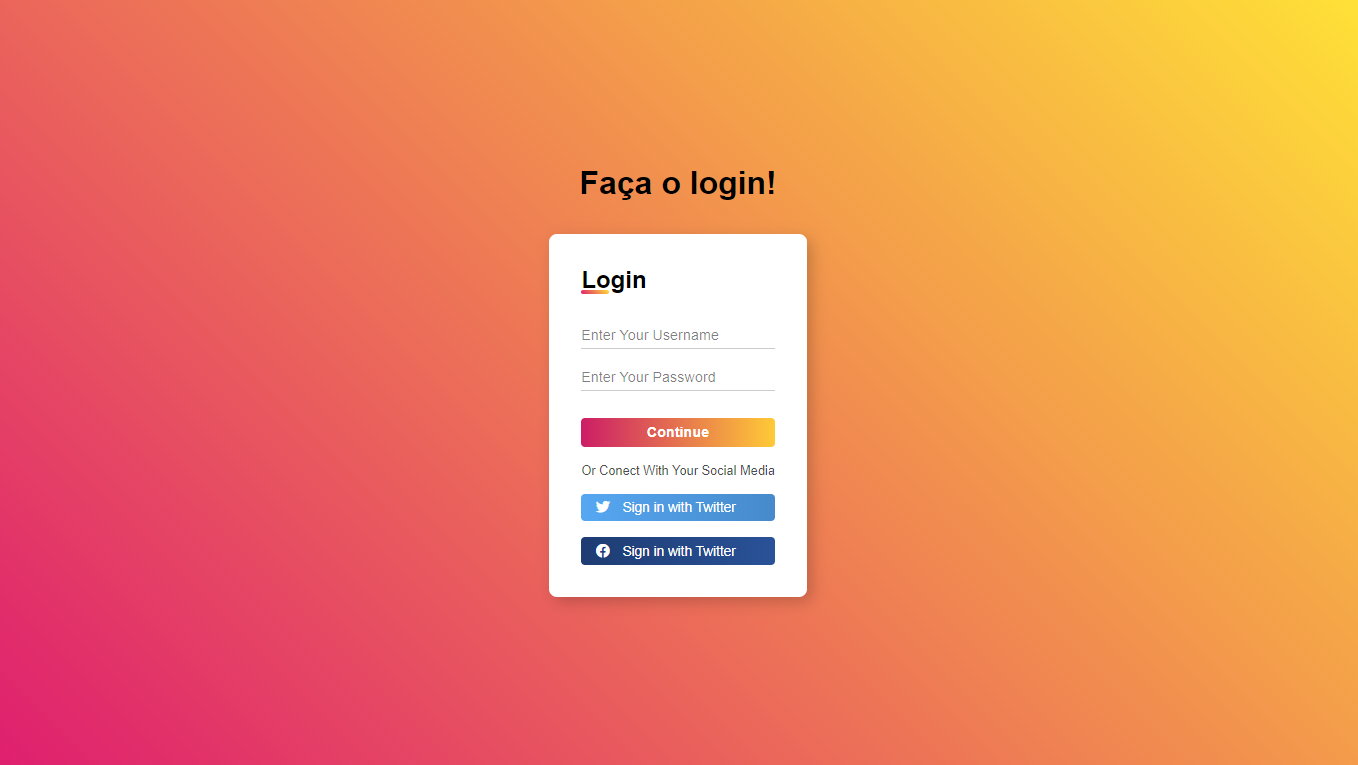 Faça o login!
Login
Enter Your Username
Enter Your Password
Continue
Or Conect With Your Social Media
Sign in with Twitter
Sign in with Twitter